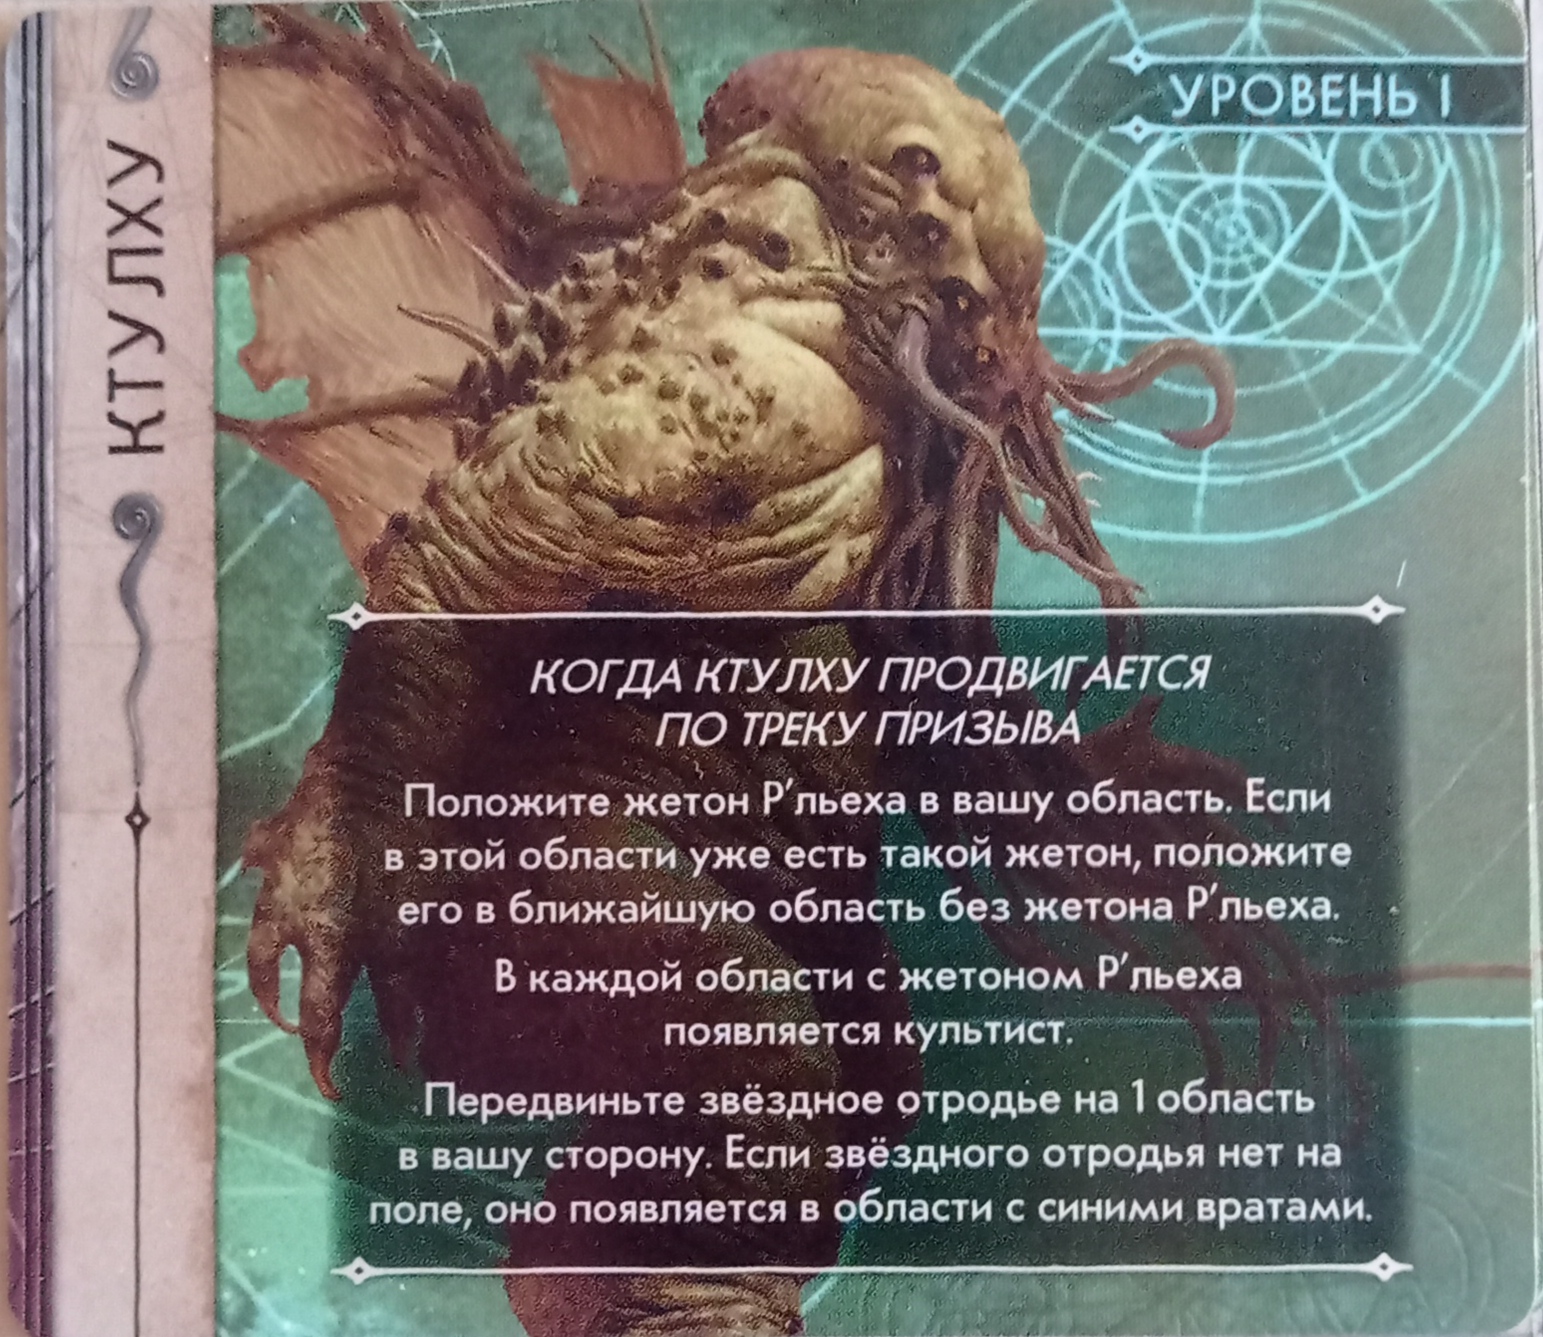 КТУЛХУ
УРОВЕНЬ I
КОГДА КТУЛХУ ПРОДВИГАЕТСЯ
ПО ТРЕКУ ПРИЗЫВА
Положите жетон Р'льеха в вашу область. Если
в этой области уже есть такой жетон, положите
его в ближайшую область без жетона Р'льеха.
В каждой области с жетоном Р'льеха
появляется культист.
Передвиньте звёздное отродье на 1 область
в вашу сторону. Если звёздного отродья нет на
поле, оно появляется в области с синими вратами.